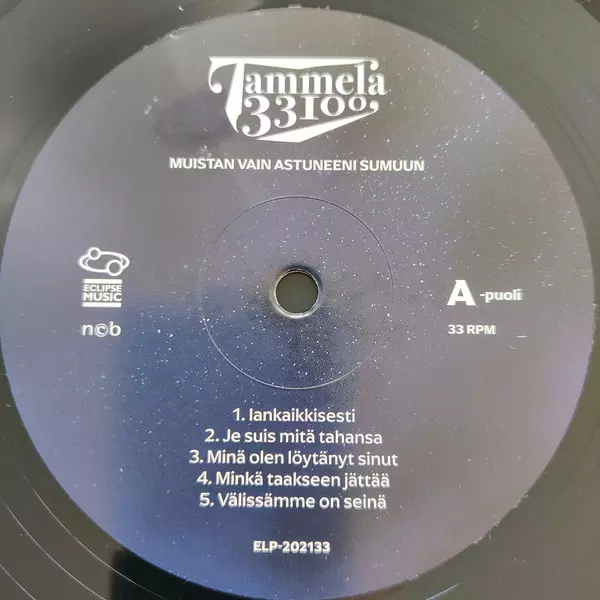 Tammela
33100
MUISTAN VAIN ASTUNEENI SUMUUN
ECLIPSE
MUSIC
n©b
A -puoli
33 RPM
1. Iankaikkisesti
2. Je suis mitä tahansa
3. Minä olen löytänyt sinut
4. Minkä taakseen jättää
5. Välissämme on seinä
ELP-202133